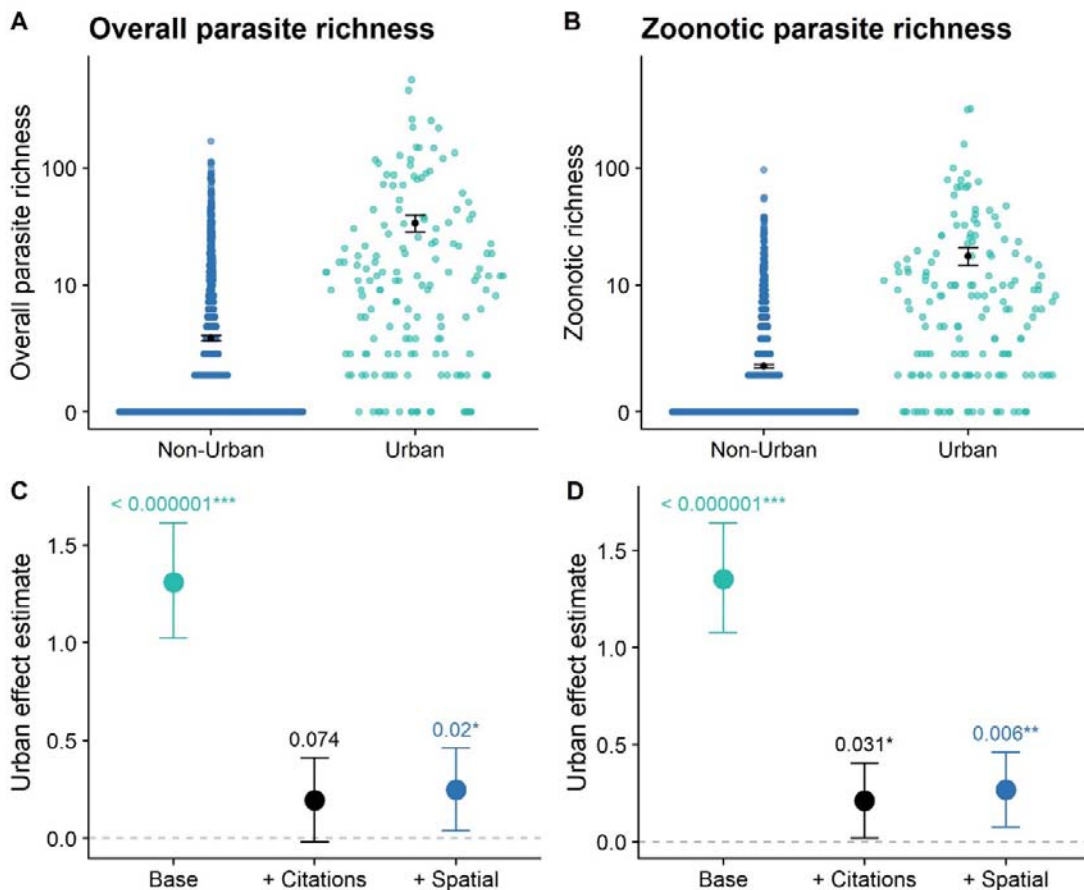 A Overall parasite richness
Overall parasite richness
100
10
0
Non-Urban Urban
B Zoonotic parasite richness
Zoonotic richness
100
10
0
Non-Urban Urban
C
Urban effect estimate
1.5
1.0
0.5
0.0
< 0.000001***
0.074
0.02*
Base + Citations + Spatial
D
Urban effect estimate
1.5
1.0
0.5
0.0
< 0.000001***
0.031*
0.006**
Base + Citations + Spatial